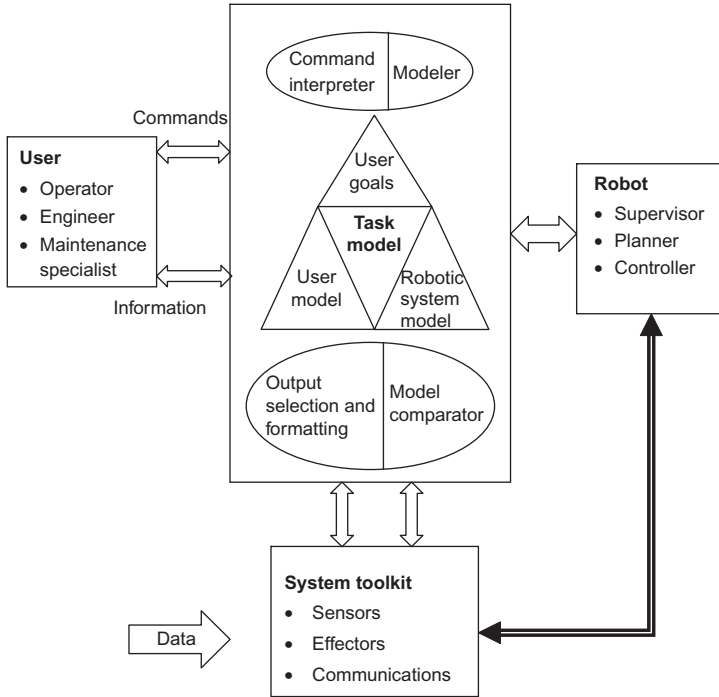 Command
interpreter
Modeler
Commands
User
• Operator
• Engineer
• Maintenance
specialist
Information
User
goals
Task
model
User
model
Robotic
system
model
Output
selection and
formatting
Model
comparator
Robot
• Supervisor
• Planner
• Controller
System toolkit
• Sensors
• Effectors
• Communications
Data